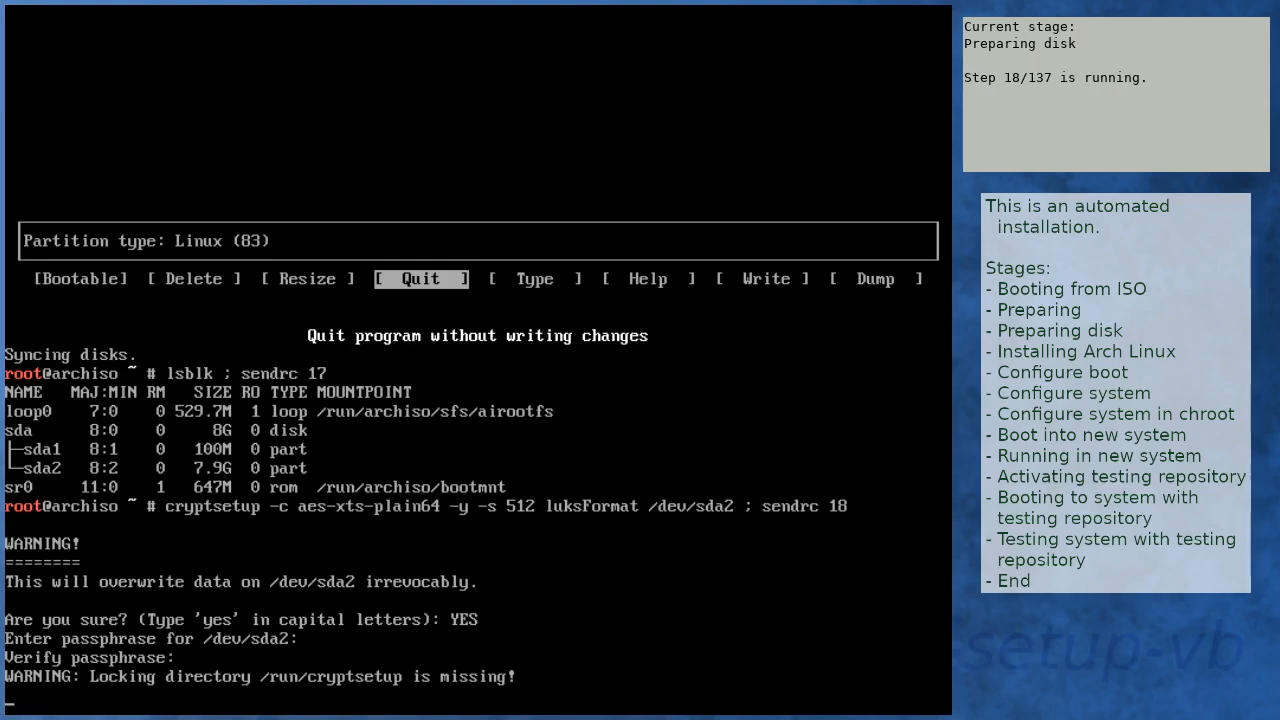 Partition type: Linux (83)
[Bootable] [ Delete ] [ Resize ] [ Quit ] [ Type ] [ Help ] [ Write ] [ Dump ]
Quit program without writing changes
Syncing disks.
root@archiso ~ # lsblk ; sendrc 17
NAME MAJ:MIN RM SIZE RO TYPE MOUNTPOINT
loop0 7:0 0 529.7M 1 loop /run/archiso/sfs/airootfs
sda 8:0 0 8G 0 disk
├─sda1 8:1 0 100M 0 part
└─sda2 8:2 0 7.9G 0 part
sr0 11:0 1 647M 0 rom /run/archiso/bootmnt
root@archiso ~ # cryptsetup -c aes-xts-plain64 -y -s 512 luksFormat /dev/sda2 ; sendrc 18
WARNING!
========
This will overwrite data on /dev/sda2 irrevocably.
Are you sure? (Type 'yes' in capital letters): YES
Enter passphrase for /dev/sda2:
Verify passphrase:
WARNING: Locking directory /run/cryptsetup is missing!
_
Current stage:
Preparing disk
Step 18/137 is running.
This is an automated
installation.
Stages:
- Booting from ISO
- Preparing
- Preparing disk
- Installing Arch Linux
- Configure boot
- Configure system
- Configure system in chroot
- Boot into new system
- Running in new system
- Activating testing repository
- Booting to system with
testing repository
- Testing system with testing
repository
- End
setup-vb